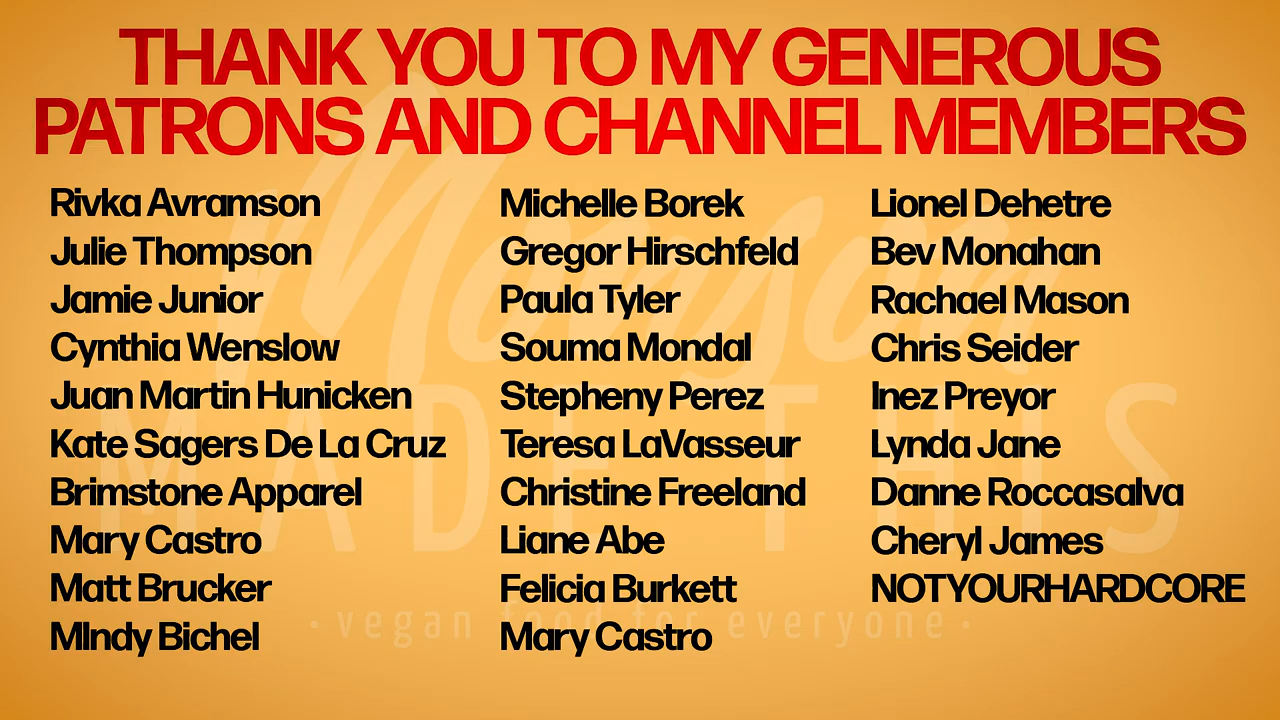 THANK YOU TO MY GENEROUS
PATRONS AND CHANNEL MEMBERS
Rivka Avramson
Julie Thompson
Jamie Junior
Cynthia Wenslow
Juan Martin Hunicken
Kate Sagers De La Cruz
Brimstone Apparel
Mary Castro
Matt Brucker
MIndy Bichel
Michelle Borek
Gregor Hirschfeld
Paula Tyler
Souma Mondal
Stepheny Perez
Teresa LaVasseur
Christine Freeland
Liane Abe
Felicia Burkett
Mary Castro
Lionel Dehetre
Bev Monahan
Rachael Mason
Chris Seider
Inez Preyor
Lynda Jane
Danne Roccasalva
Cheryl James
NOTYOURHARDCORE
MADE THIS
· vegan food for everyone ·